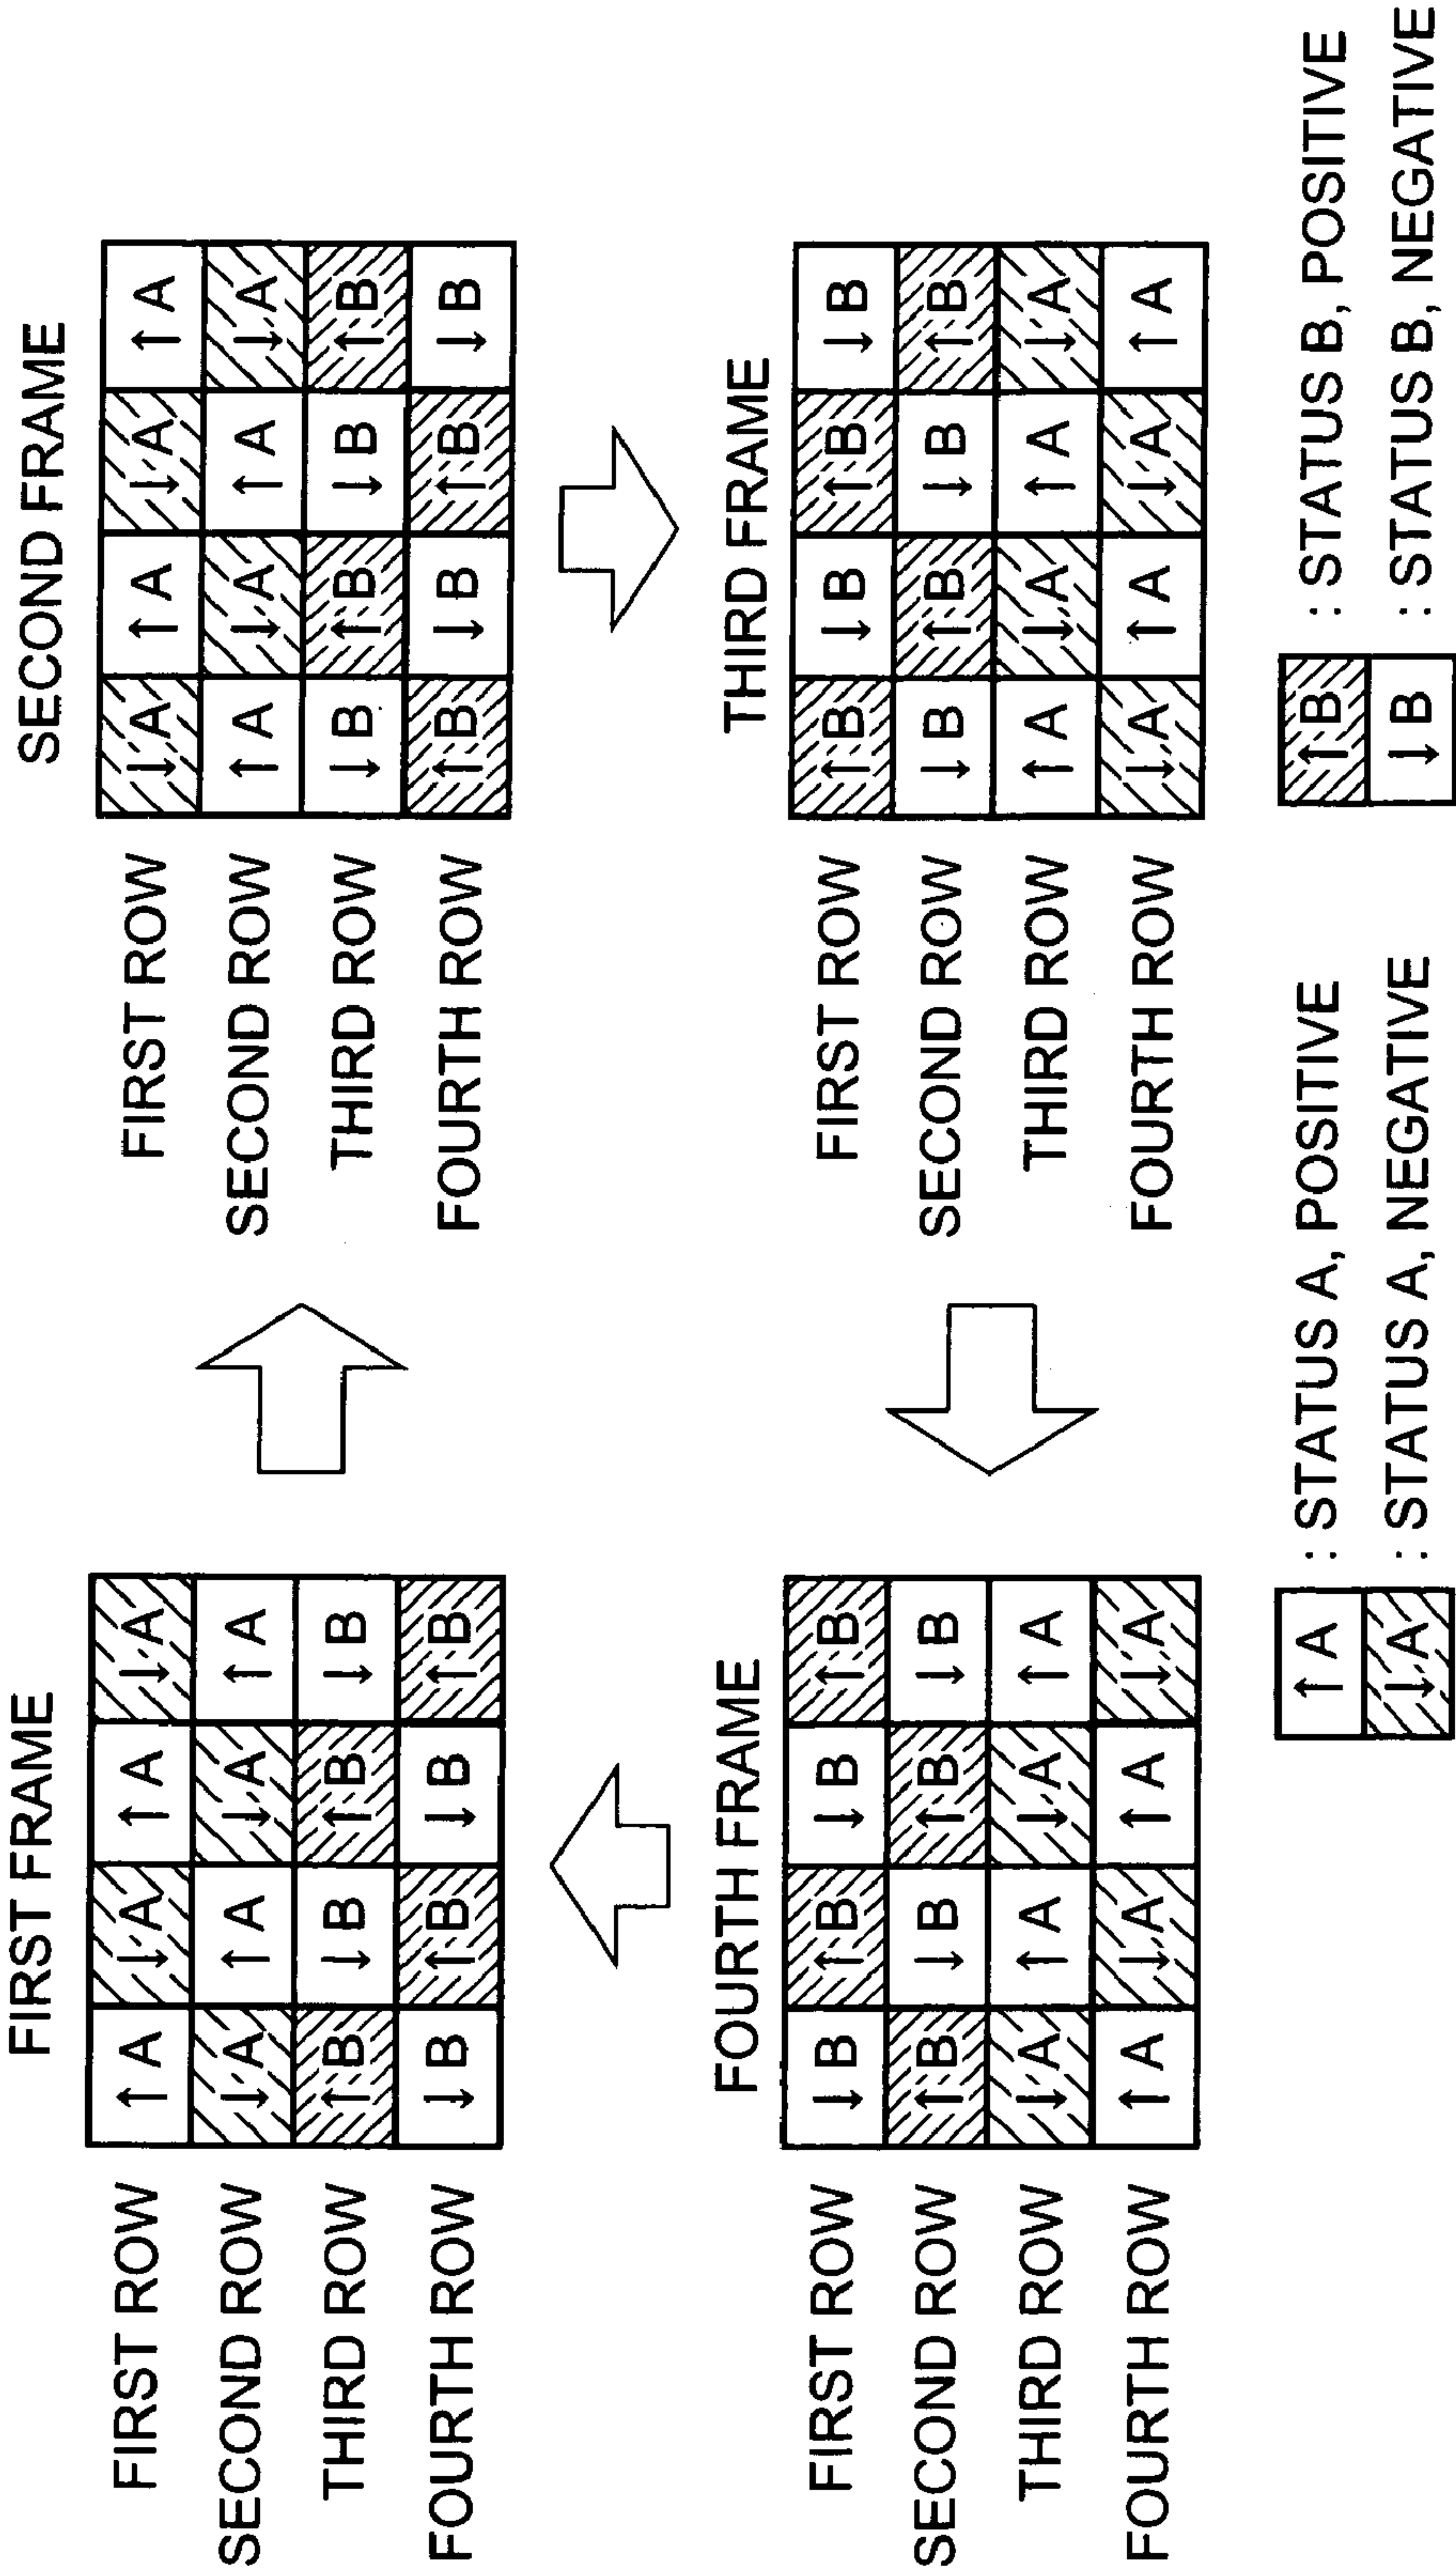 FIRST FRAME
FIRST ROW ↑A ↓A ↑A ↓A
SECOND ROW ↓A ↑A ↓A ↑A
THIRD ROW ↑B ↓B ↑B ↓B
FOURTH ROW ↓B ↑B ↓B ↑B
SECOND FRAME
FIRST ROW ↓A ↑A ↓A ↑A
SECOND ROW ↑A ↓A ↑A ↓A
THIRD ROW ↓B ↑B ↓B ↑B
FOURTH ROW ↑B ↓B ↑B ↓B
FOURTH FRAME
FIRST ROW ↓B ↑B ↓B ↑B
SECOND ROW ↑B ↓B ↑B ↓B
THIRD ROW ↓A ↑A ↓A ↑A
FOURTH ROW ↑A ↓A ↑A ↓A
THIRD FRAME
FIRST ROW ↑B ↓B ↑B ↓B
SECOND ROW ↓B ↑B ↓B ↑B
THIRD ROW ↑A ↓A ↑A ↓A
FOURTH ROW ↓A ↑A ↓A ↑A
↑A : STATUS A, POSITIVE
↓A : STATUS A, NEGATIVE
↑B : STATUS B, POSITIVE
↓B : STATUS B, NEGATIVE